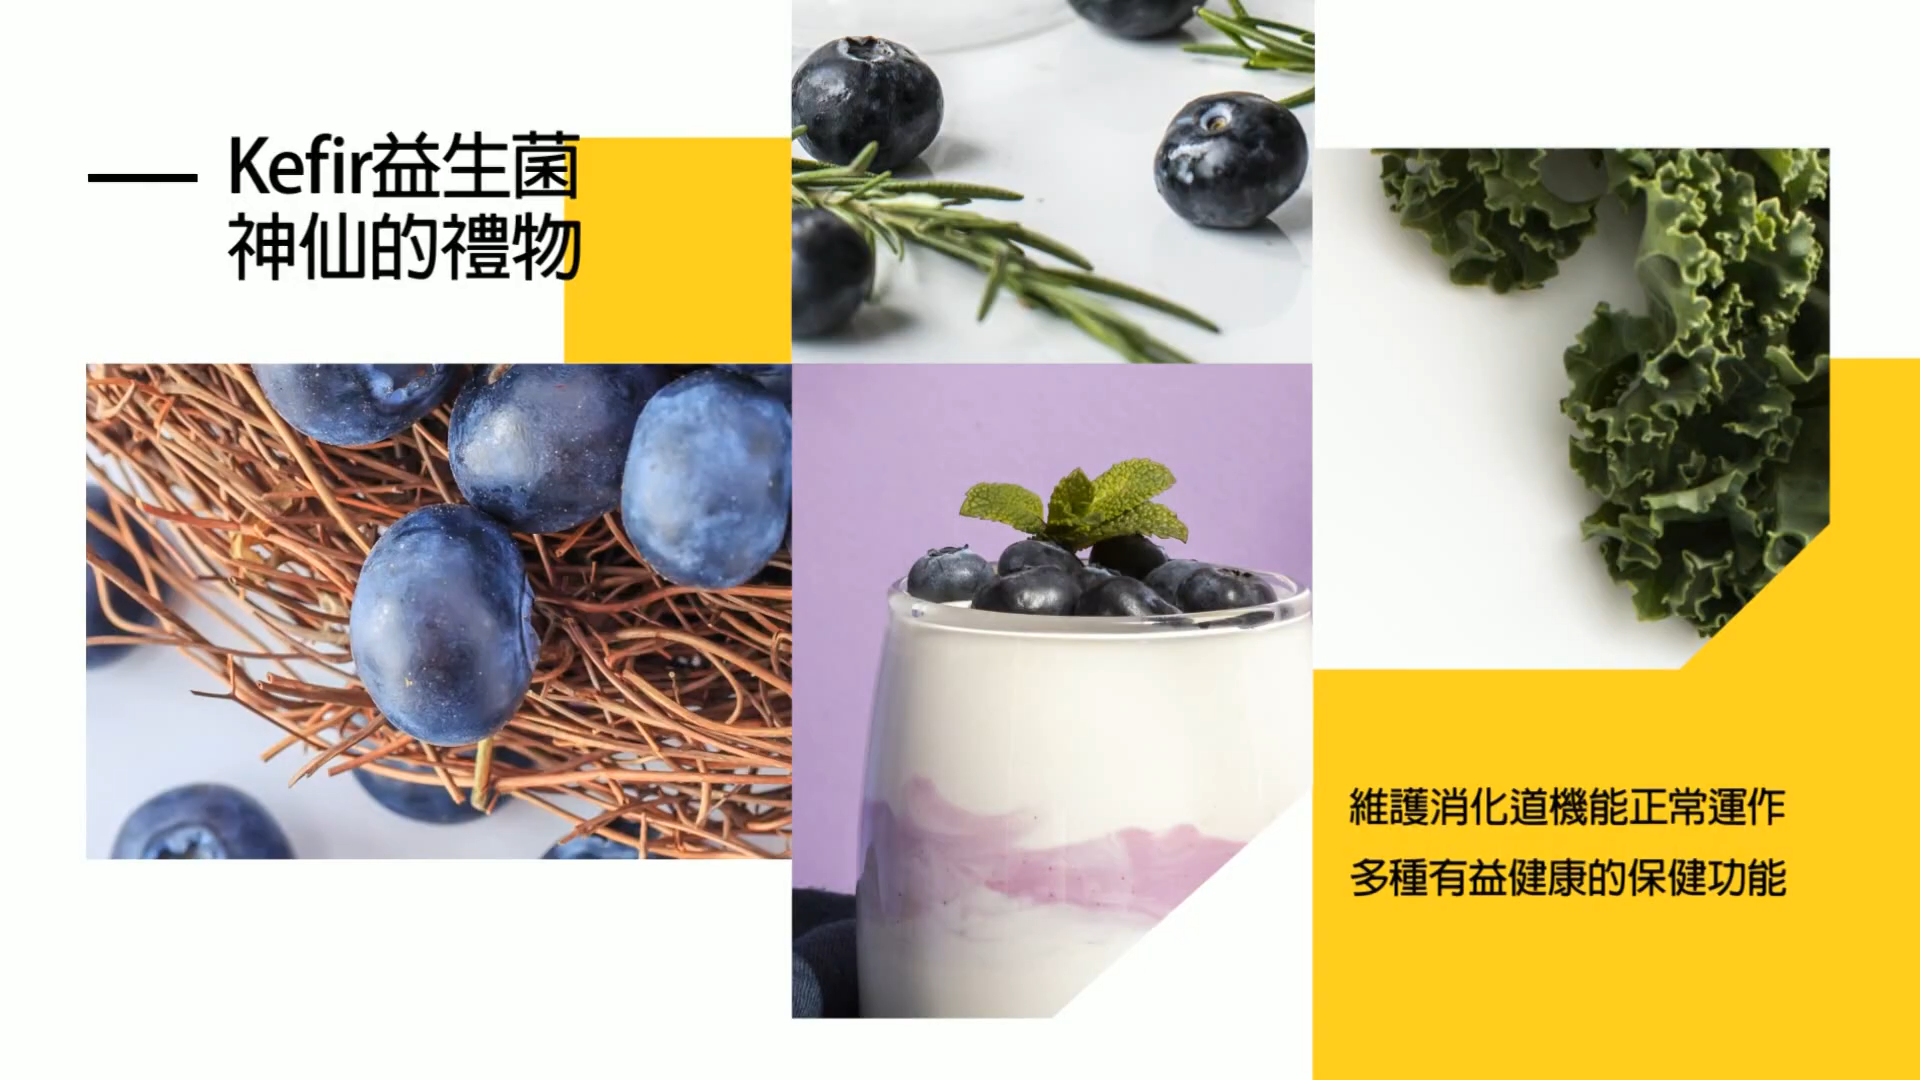 Kefir益生菌
神仙的禮物
維護消化道機能正常運作
多種有益健康的保健功能